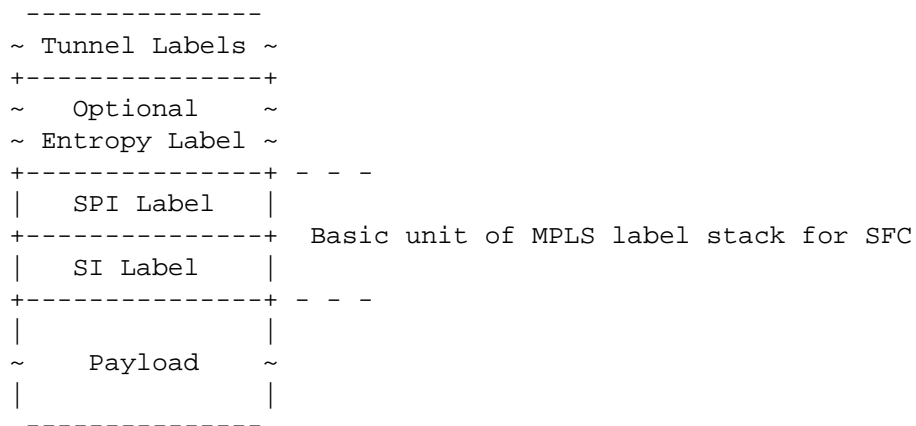 ---------------
~ Tunnel Labels ~
+---------------+
~   Optional    ~
~ Entropy Label ~
+---------------+ - - -
|   SPI Label   |
+---------------+  Basic unit of MPLS label stack for SFC
|   SI Label    |
+---------------+ - - -
|               |
~    Payload    ~
|               |
 ---------------